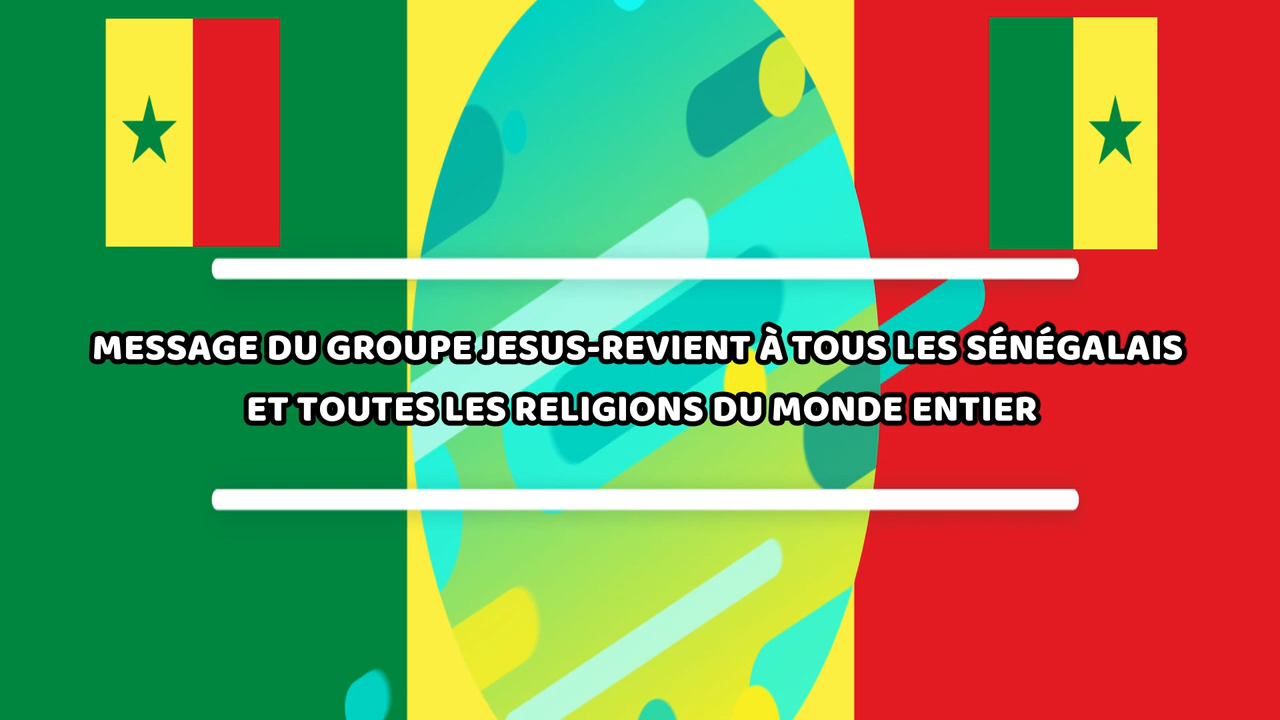 MESSAGE DU GROUPE JESUS-REVIENT À TOUS LES SÉNÉGALAIS
ET TOUTES LES RELIGIONS DU MONDE ENTIER